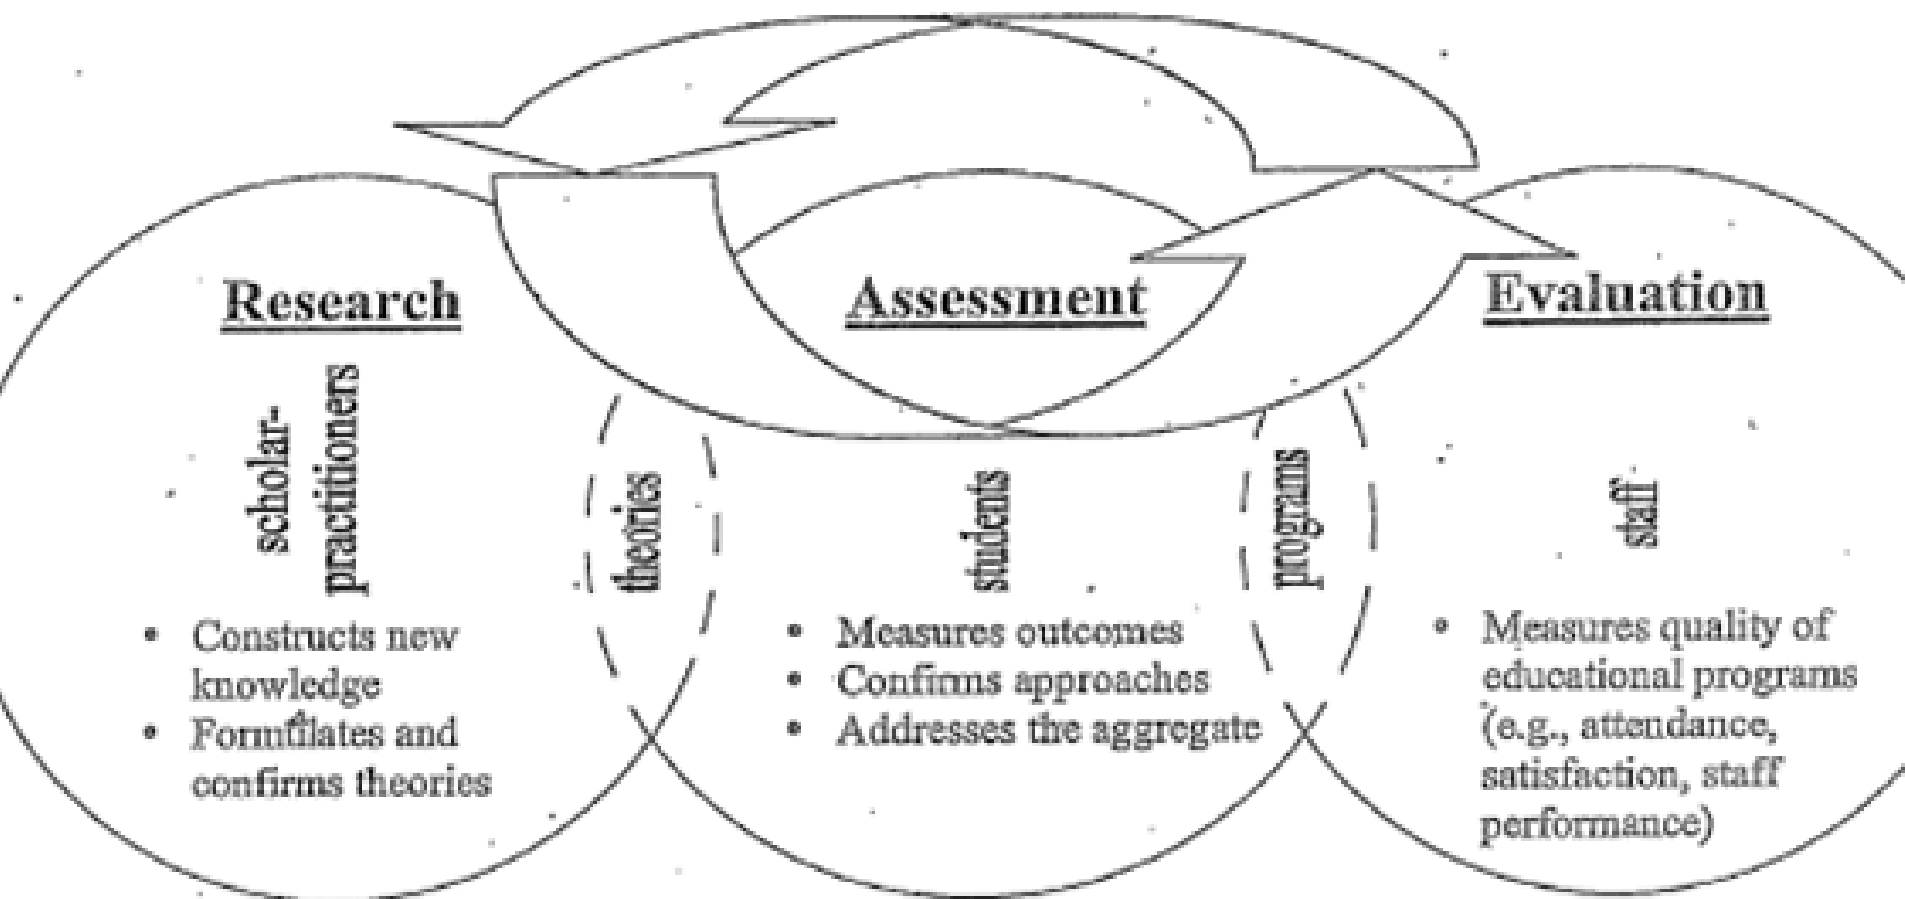 Research
scholar-
practitioners
• Constructs new
knowledge
• Formulates and
confirms theories
theories
Assessment
students
• Measures outcomes
• Confirms approaches
• Addresses the aggregate
programs
Evaluation
staff
• Measures quality of
educational programs
(e.g., attendance,
satisfaction, staff
performance)